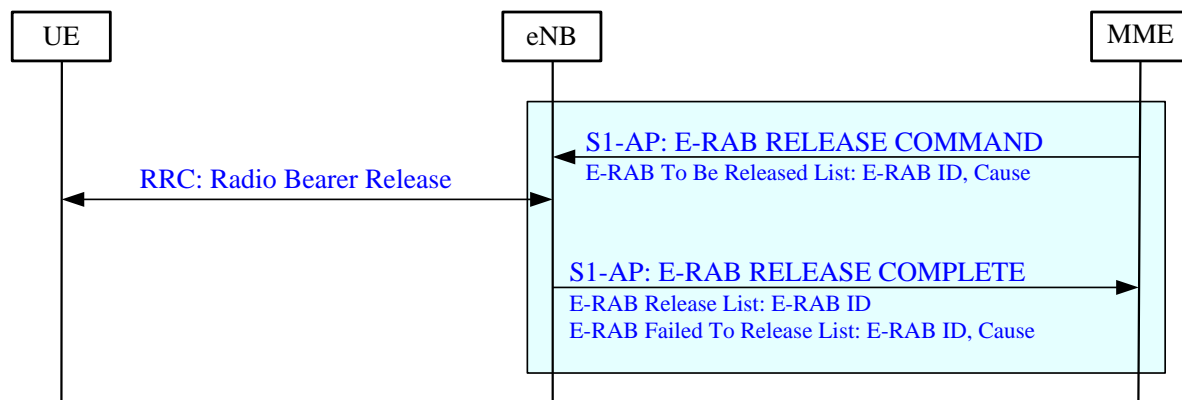 UE
eNB
MME
S1-AP: E-RAB RELEASE COMMAND
E-RAB To Be Released List: E-RAB ID, Cause
RRC: Radio Bearer Release
S1-AP: E-RAB RELEASE COMPLETE
E-RAB Release List: E-RAB ID
E-RAB Failed To Release List: E-RAB ID, Cause